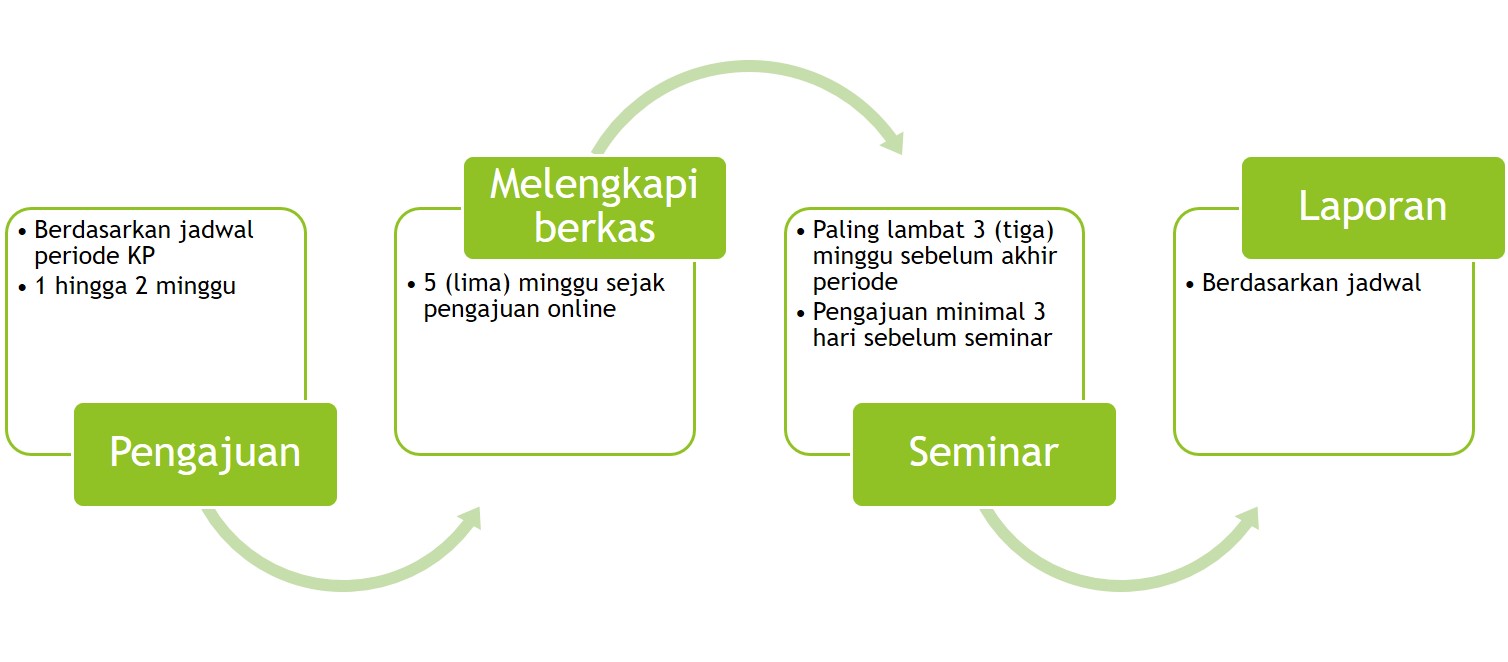 • Berdasarkan jadwal
periode KP
• 1 hingga 2 minggu
Pengajuan
Melengkapi
berkas
• 5 (lima) minggu sejak
pengajuan online
• Paling lambat 3 (tiga)
minggu sebelum akhir
periode
• Pengajuan minimal 3
hari sebelum seminar
Seminar
Laporan
• Berdasarkan jadwal